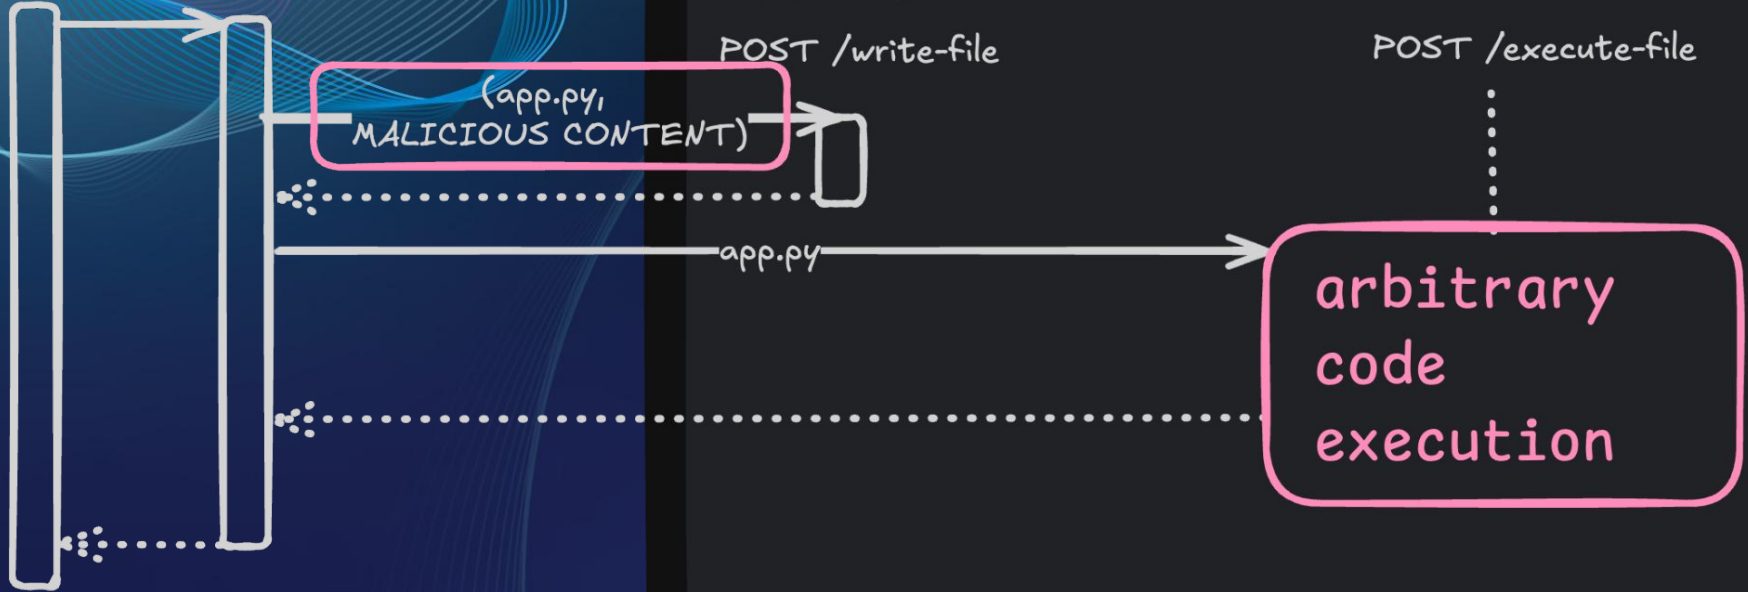 POST /write-file
POST /execute-file
(app.py,
MALICIOUS CONTENT)
app.py
arbitrary
code
execution